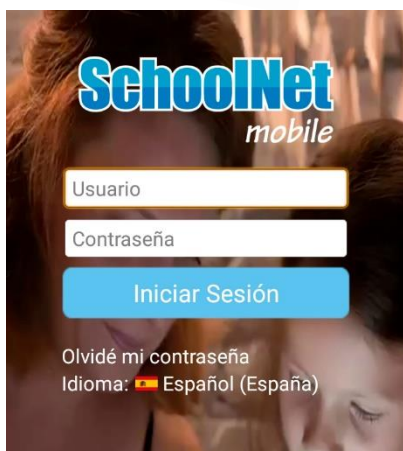 SchoolNet
mobile
Usuario
Contraseña
Iniciar Sesión
Olvidé mi contraseña
Idioma: Español (España)